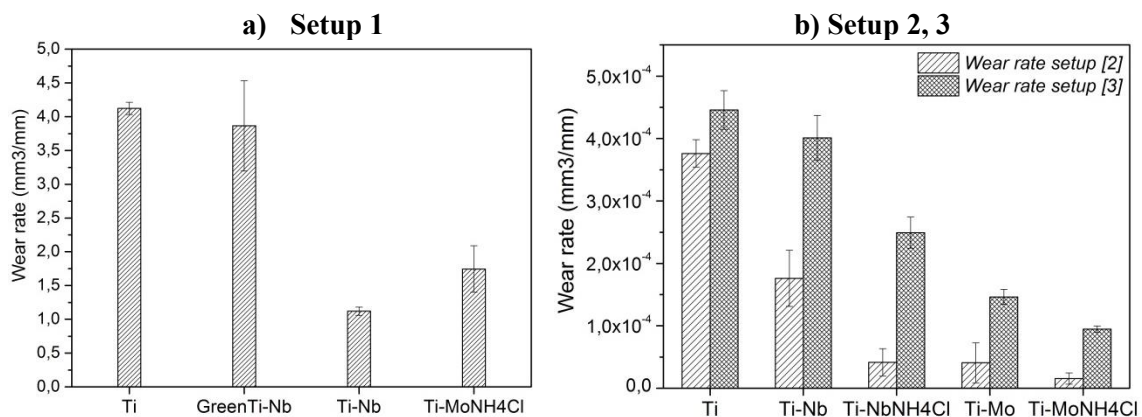 a) Setup 1
5,0
4,5
4,0
3,5
3,0
2,5
2,0
1,5
1,0
0,5
0,0
Wear rate (mm3/mm)
Ti GreenTi-Nb Ti-Nb Ti-MoNH4Cl
b) Setup 2, 3
Wear rate setup [2]
Wear rate setup [3]
5,0x10⁻⁴
4,0x10⁻⁴
3,0x10⁻⁴
2,0x10⁻⁴
1,0x10⁻⁴
0,0
Wear rate (mm3/mm)
Ti Ti-Nb Ti-NbNH4Cl Ti-Mo Ti-MoNH4Cl